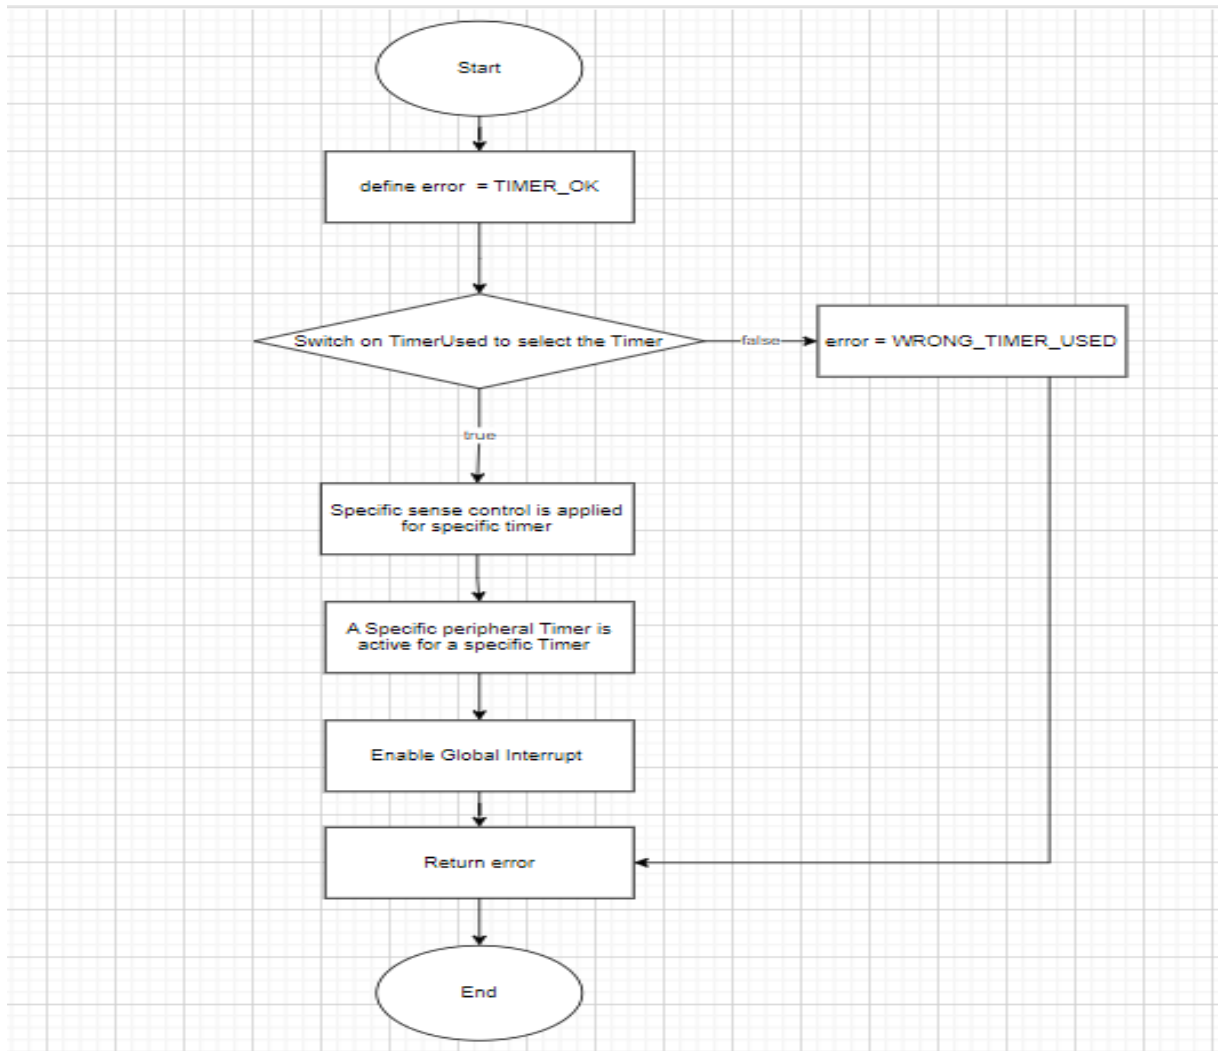 Start
define error = TIMER_OK
Switch on TimerUsed to select the Timer
false
error = WRONG_TIMER_USED
true
Specific sense control is applied
for specific timer
A Specific peripheral Timer is
active for a specific Timer
Enable Global Interrupt
Return error
End